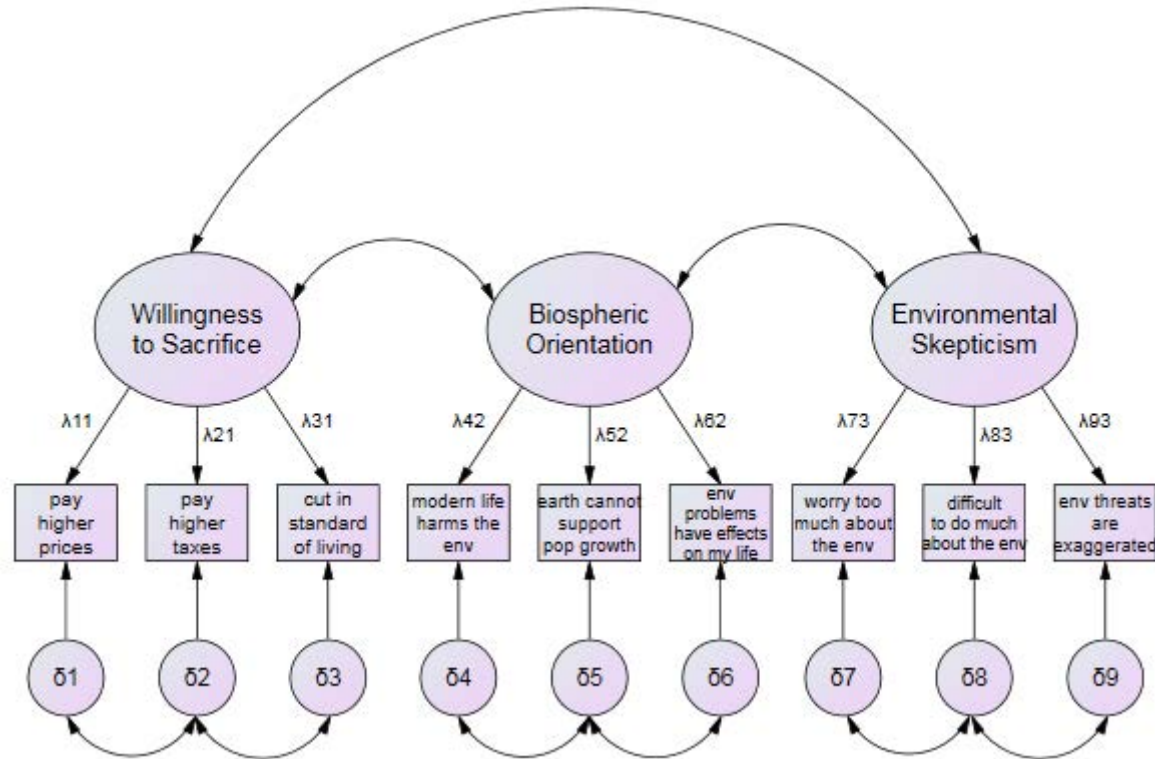 Willingness
to Sacrifice
Biospheric
Orientation
Environmental
Skepticism
λ11
λ21
λ31
λ42
λ52
λ62
λ73
λ83
λ93
pay
higher
prices
pay
higher
taxes
cut in
standard
of living
modern life
harms the
env
earth cannot
support
pop growth
env
problems
have effects
on my life
worry too
much about
the env
difficult
to do much
about the env
env threats
are
exaggerated
δ1
δ2
δ3
δ4
δ5
δ6
δ7
δ8
δ9